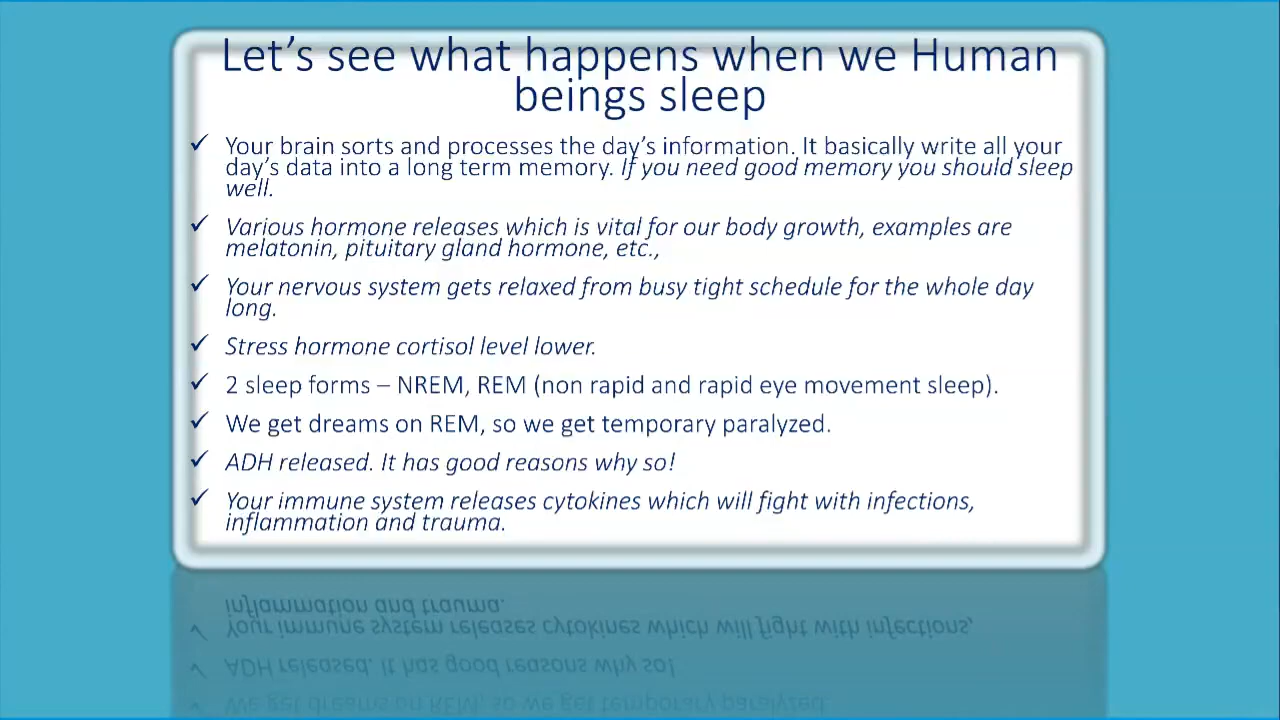 Let's see what happens when we Human
beings sleep
✓ Your brain sorts and processes the day's information. It basically write all your
day's data into a long term memory. If you need good memory you should sleep
well.
✓ Various hormone releases which is vital for our body growth, examples are
melatonin, pituitary gland hormone, etc.,
✓ Your nervous system gets relaxed from busy tight schedule for the whole day
long.
✓ Stress hormone cortisol level lower.
✓ 2 sleep forms – NREM, REM (non rapid and rapid eye movement sleep).
✓ We get dreams on REM, so we get temporary paralyzed.
✓ ADH released. It has good reasons why so!
✓ Your immune system releases cytokines which will fight with infections,
inflammation and trauma.